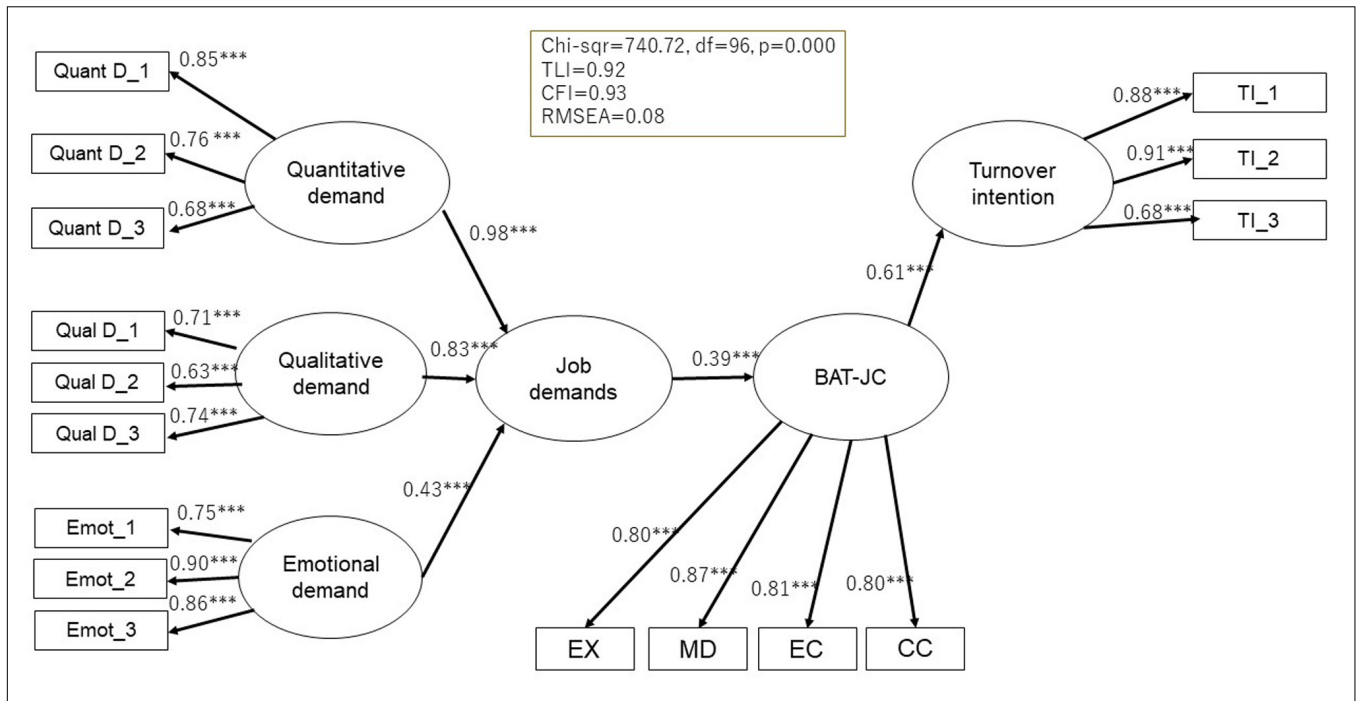 Chi-sqr=740.72, df=96, p=0.000
TLI=0.92
CFI=0.93
RMSEA=0.08
Quant D_1
0.85***
Quant D_2
0.76 ***
Quant D_3
0.68***
Quantitative
demand
0.98***
Qual D_1
0.71***
Qual D_2
0.63***
Qual D_3
0.74***
Qualitative
demand
0.83***
Emot_1
0.75***
Emot_2
0.90***
Emot_3
0.86***
Emotional
demand
0.43***
Job
demands
0.39***
BAT-JC
0.61***
Turnover
intention
0.88***
TI_1
0.91***
TI_2
0.68***
TI_3
0.80***
0.87***
0.81***
0.80***
EX
MD
EC
CC